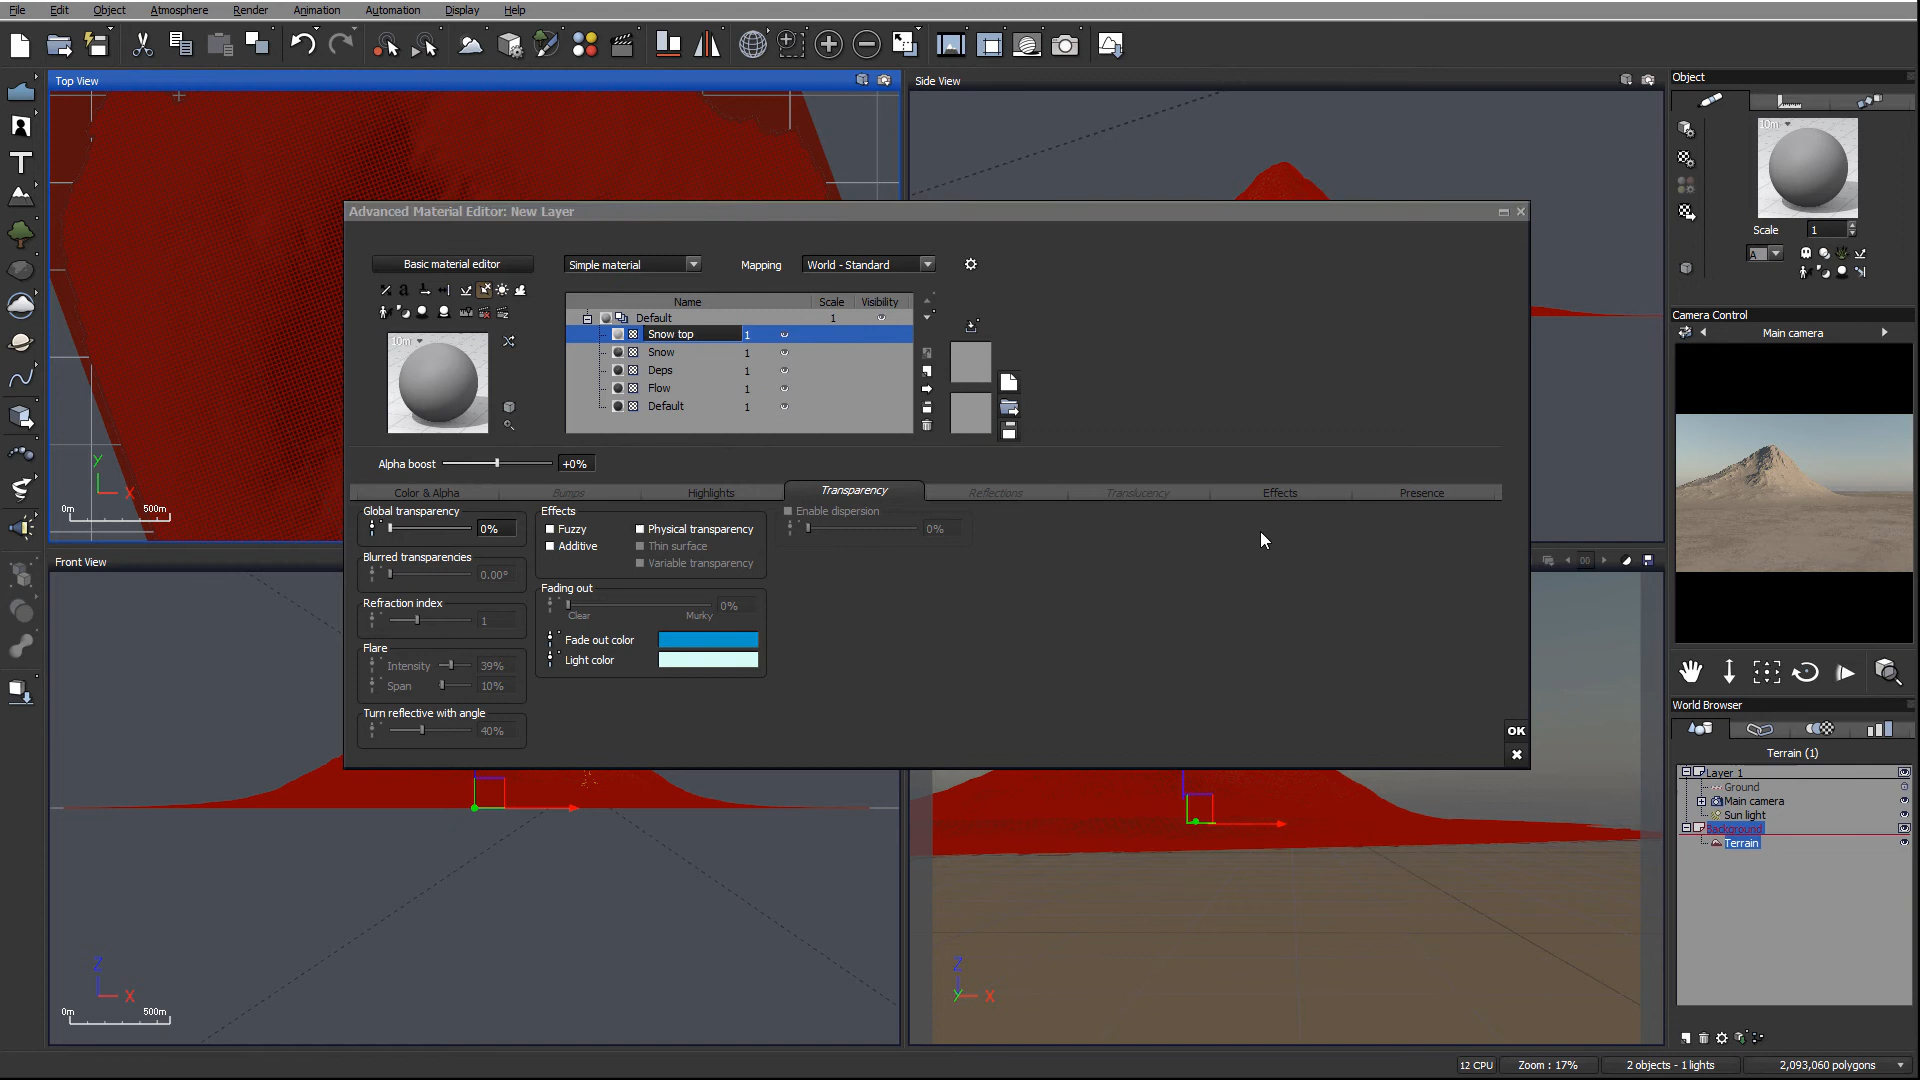 File Edit Object Atmosphere Render Animation Automation Display Help
Top View
Side View
Object
10m
Scale 1
A
Advanced Material Editor: New Layer
Basic material editor
Simple material
Mapping
World - Standard
Name Scale Visibility
Default 1
Snow top 1
Snow 1
Deps 1
Flow 1
Default 1
10m
Alpha boost +0%
Color & Alpha Bumps Highlights Transparency Reflections Translucency Effects Presence
Global transparency
0%
Blurred transparencies
0.00°
Refraction index
1
Flare
Intensity 39%
Span 10%
Turn reflective with angle
40%
Effects
Fuzzy
Physical transparency
Additive
Thin surface
Variable transparency
Fading out
0%
Clear Murky
Fade out color
Light color
Enable dispersion
0%
OK
Camera Control
Main camera
World Browser
Terrain (1)
Layer 1
Ground
Main camera
Sun light
Background
Terrain
Y
X
0m 500m
Front View
00
Z
X
0m 500m
Z
Y X
12 CPU Zoom : 17% 2 objects - 1 lights 2,093,060 polygons